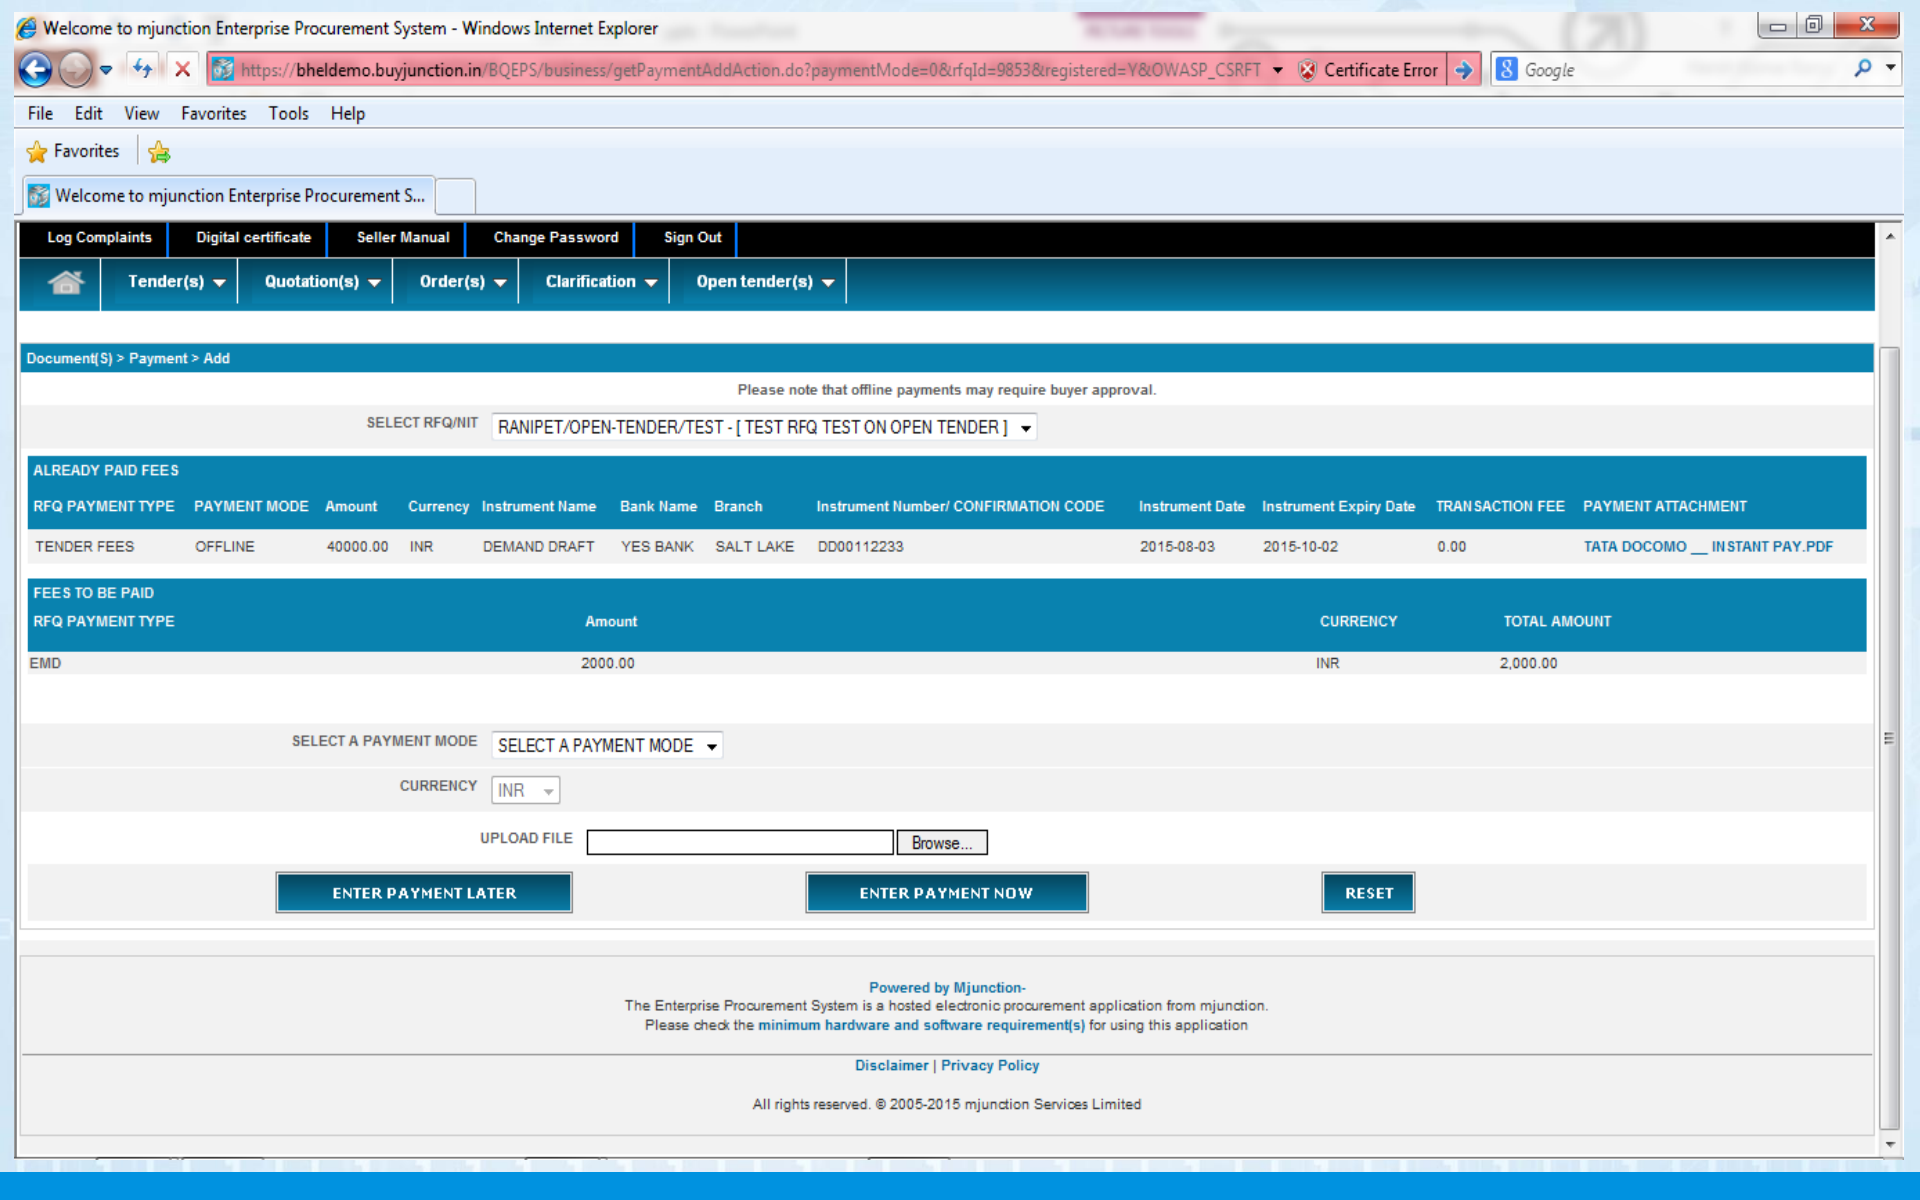 Welcome to mjunction Enterprise Procurement System - Windows Internet Explorer
https://bheldemo.buyjunction.in/BQEPS/business/getPaymentAddAction.do?paymentMode=0&rfqId=9853&registered=Y&OWASP_CSRFT Certificate Error Google
File Edit View Favorites Tools Help
Favorites
Welcome to mjunction Enterprise Procurement S...
Log Complaints Digital certificate Seller Manual Change Password Sign Out
Tender(s) Quotation(s) Order(s) Clarification Open tender(s)
Document(S) > Payment > Add
Please note that offline payments may require buyer approval.
SELECT RFQ/NIT RANIPET/OPEN-TENDER/TEST - [ TEST RFQ TEST ON OPEN TENDER ]
ALREADY PAID FEES
RFQ PAYMENT TYPE PAYMENT MODE Amount Currency Instrument Name Bank Name Branch Instrument Number/ CONFIRMATION CODE Instrument Date Instrument Expiry Date TRANSACTION FEE PAYMENT ATTACHMENT
TENDER FEES OFFLINE 40000.00 INR DEMAND DRAFT YES BANK SALT LAKE DD00112233 2015-08-03 2015-10-02 0.00 TATA DOCOMO __ INSTANT PAY.PDF
FEES TO BE PAID
RFQ PAYMENT TYPE Amount CURRENCY TOTAL AMOUNT
EMD 2000.00 INR 2,000.00
SELECT A PAYMENT MODE SELECT A PAYMENT MODE
CURRENCY INR
UPLOAD FILE Browse...
ENTER PAYMENT LATER ENTER PAYMENT NOW RESET
Powered by Mjunction-
The Enterprise Procurement System is a hosted electronic procurement application from mjunction.
Please check the minimum hardware and software requirement(s) for using this application
Disclaimer | Privacy Policy
All rights reserved. © 2005-2015 mjunction Services Limited